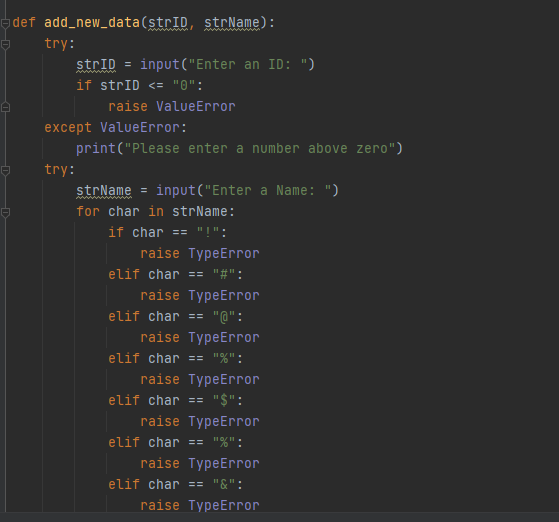 def add_new_data(strID, strName):
    try:
        strID = input("Enter an ID: ")
        if strID <= "0":
            raise ValueError
    except ValueError:
        print("Please enter a number above zero")
    try:
        strName = input("Enter a Name: ")
        for char in strName:
            if char == "!":
                raise TypeError
            elif char == "#":
                raise TypeError
            elif char == "@":
                raise TypeError
            elif char == "%":
                raise TypeError
            elif char == "$":
                raise TypeError
            elif char == "%":
                raise TypeError
            elif char == "&":
                raise TypeError